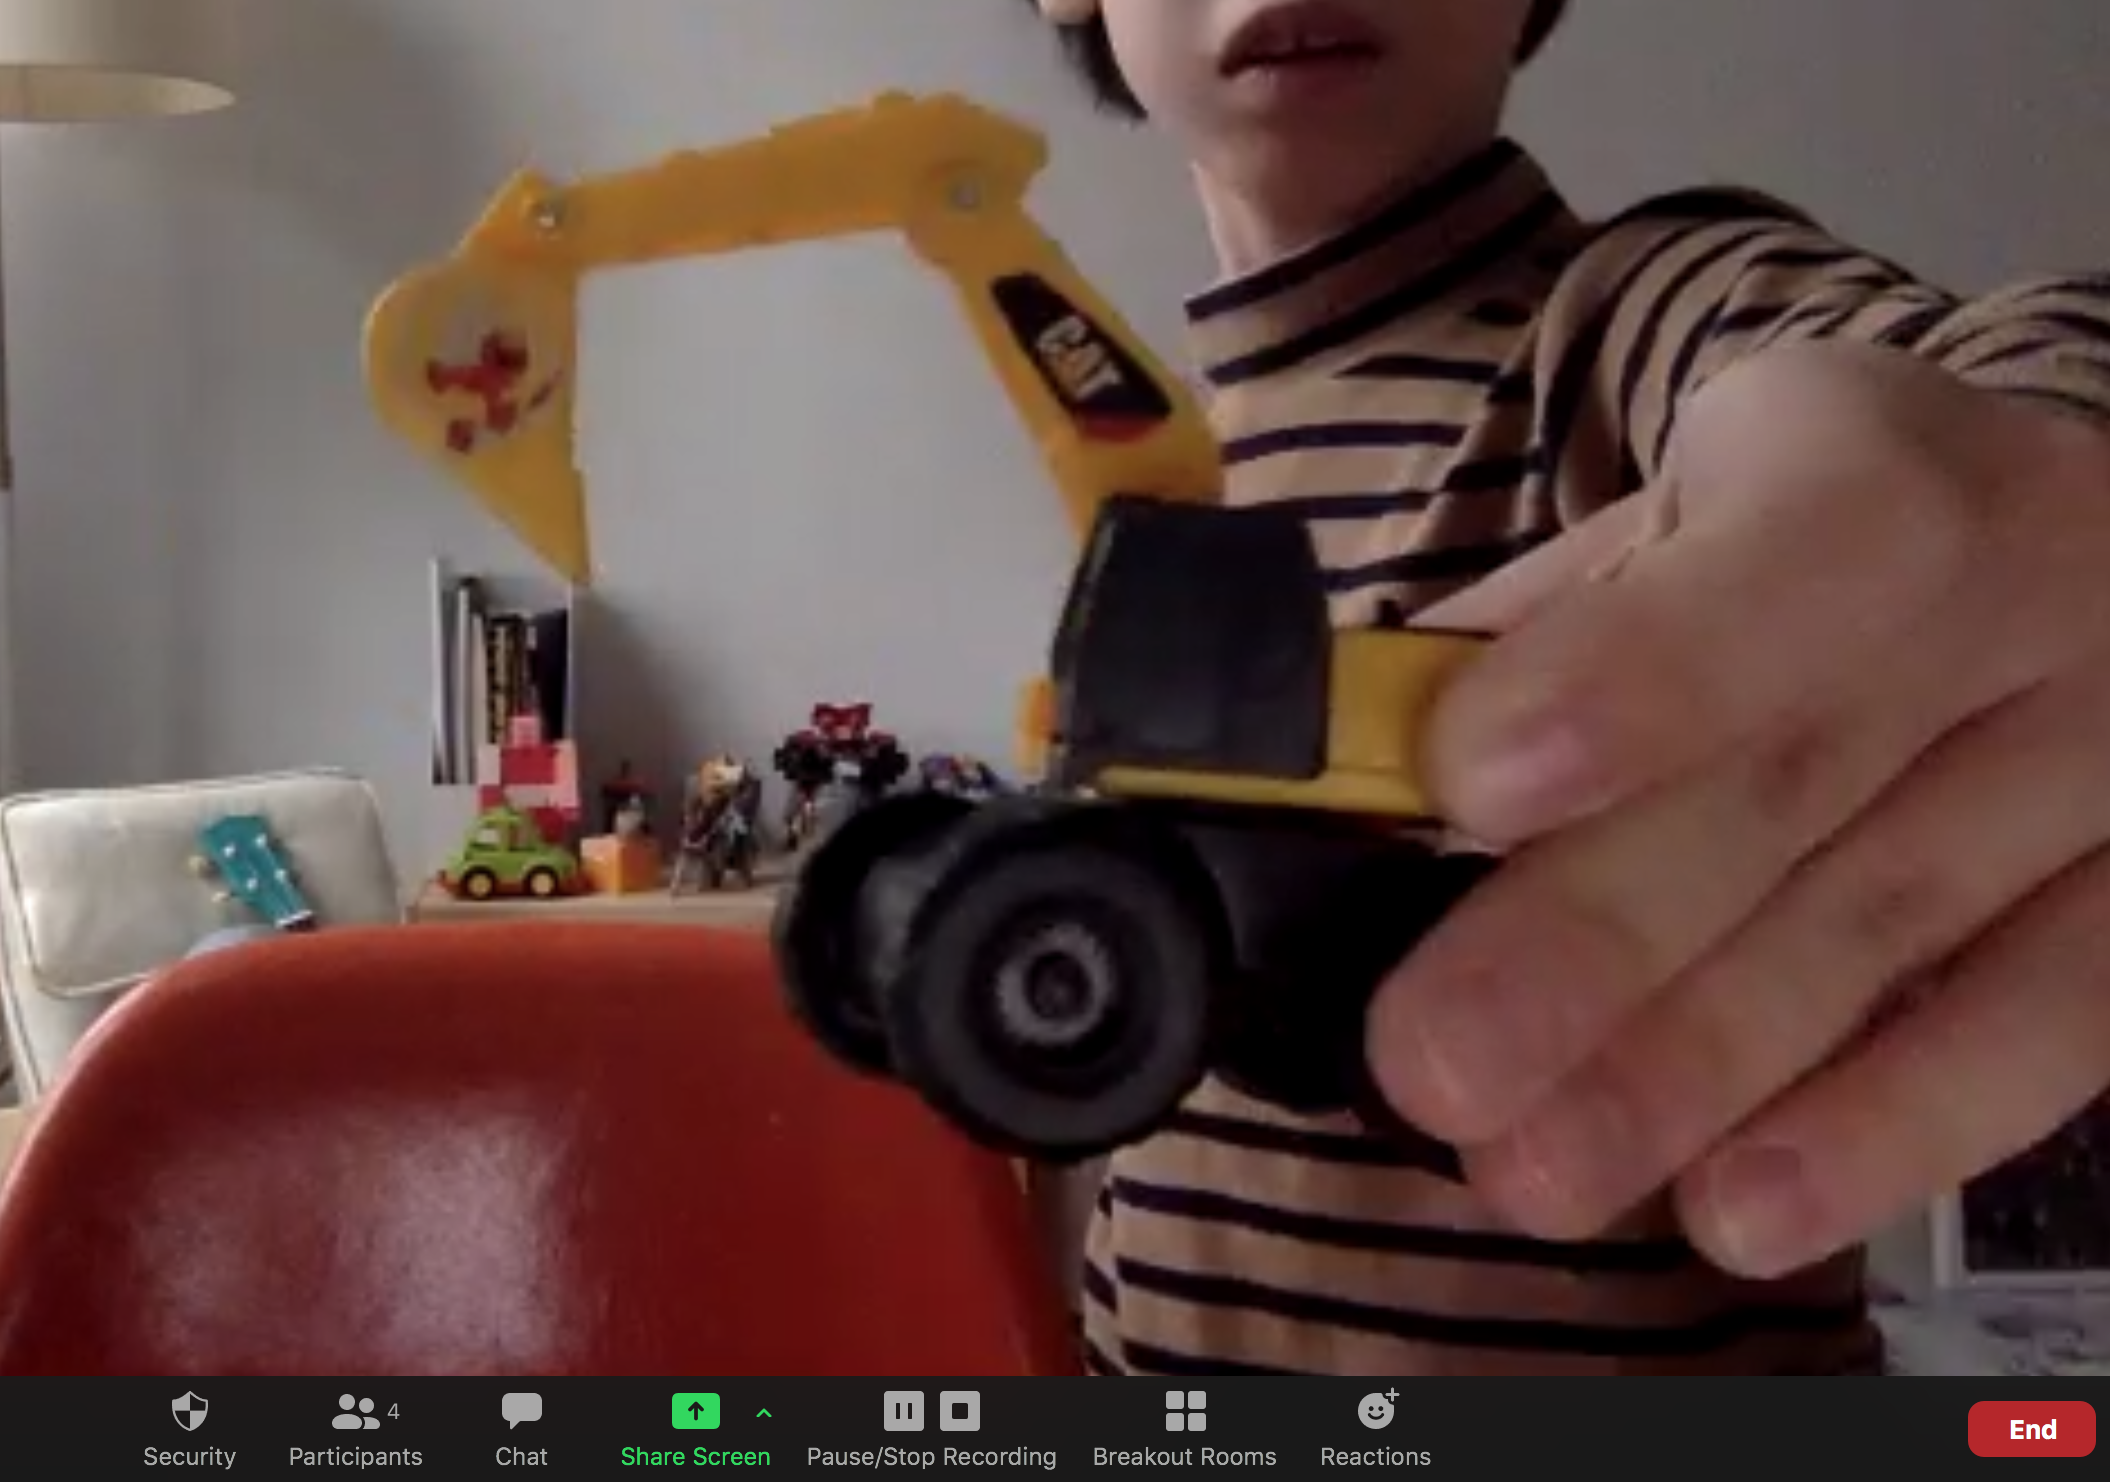 CAT
4
Security
Participants
Chat
Share Screen
Pause/Stop Recording
Breakout Rooms
Reactions
End